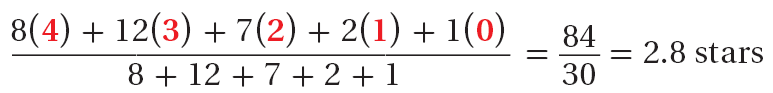 8(4) + 12(3) + 7(2) + 2(1) + 1(0)
8 + 12 + 7 + 2 + 1
= 84/30 = 2.8 stars